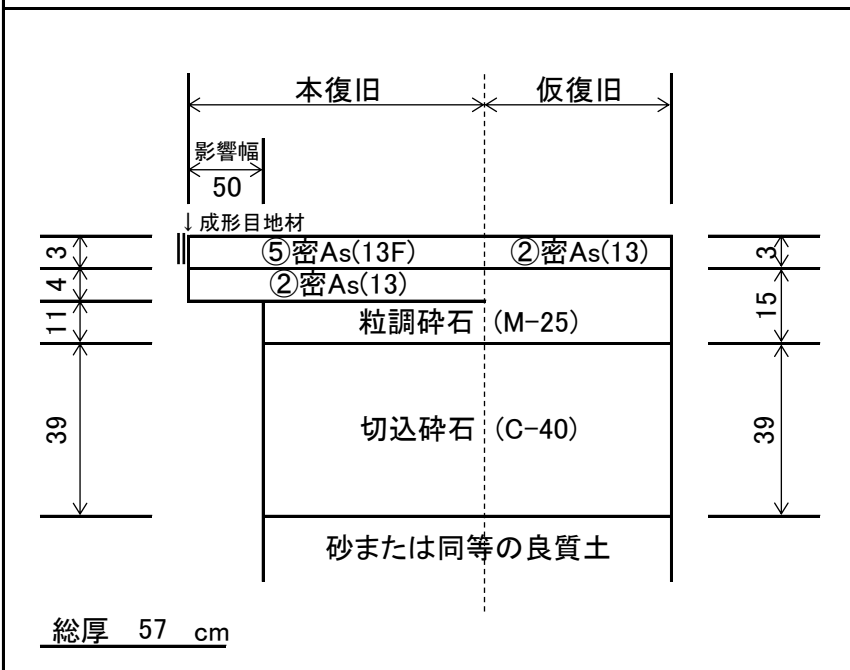 本復旧 仮復旧
影響幅
50
↓成形目地材
3 ⑤密As(13F) ②密As(13) 3
4 ②密As(13)
11 粒調砕石 (M-25) 15
39 切込砕石 (C-40) 39
砂または同等の良質土
総厚 57 cm